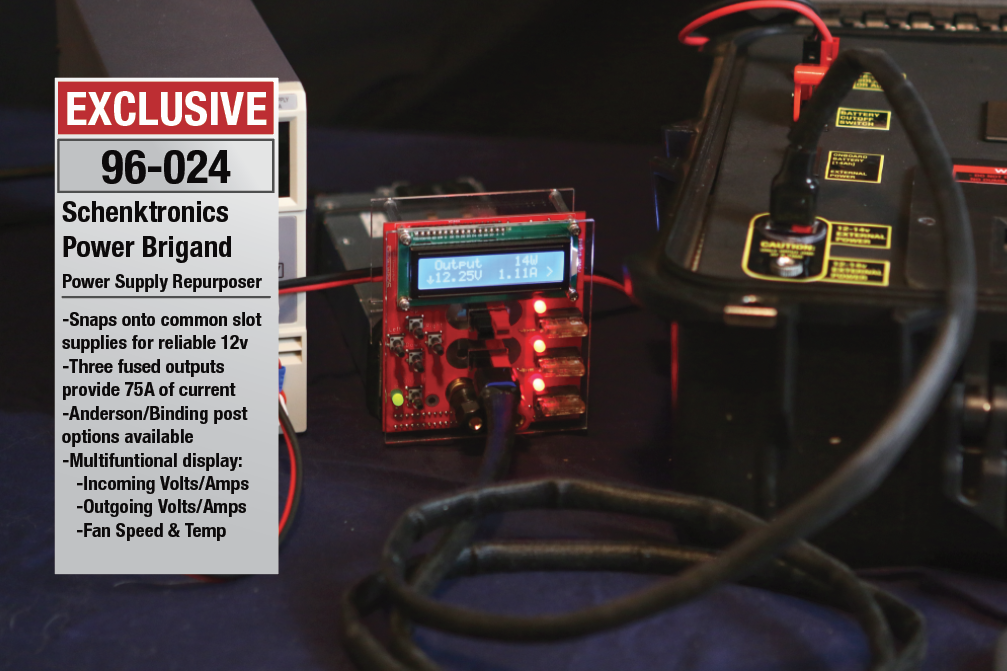 EXCLUSIVE
96-024
Schenktronics
Power Brigand
Power Supply Repurposer
-Snaps onto common slot
supplies for reliable 12v
-Three fused outputs
provide 75A of current
-Anderson/Binding post
options available
-Multifuntional display:
-Incoming Volts/Amps
-Outgoing Volts/Amps
-Fan Speed & Temp
Output 14W
12.25V 1.11A >
BATTERY
CUTOFF
SWITCH
ONBOARD
BATTERY
EXTERNAL
POWER
CAUTION
12-14v
EXTERNAL
POWER
12-14v
EXTERNAL
POWER